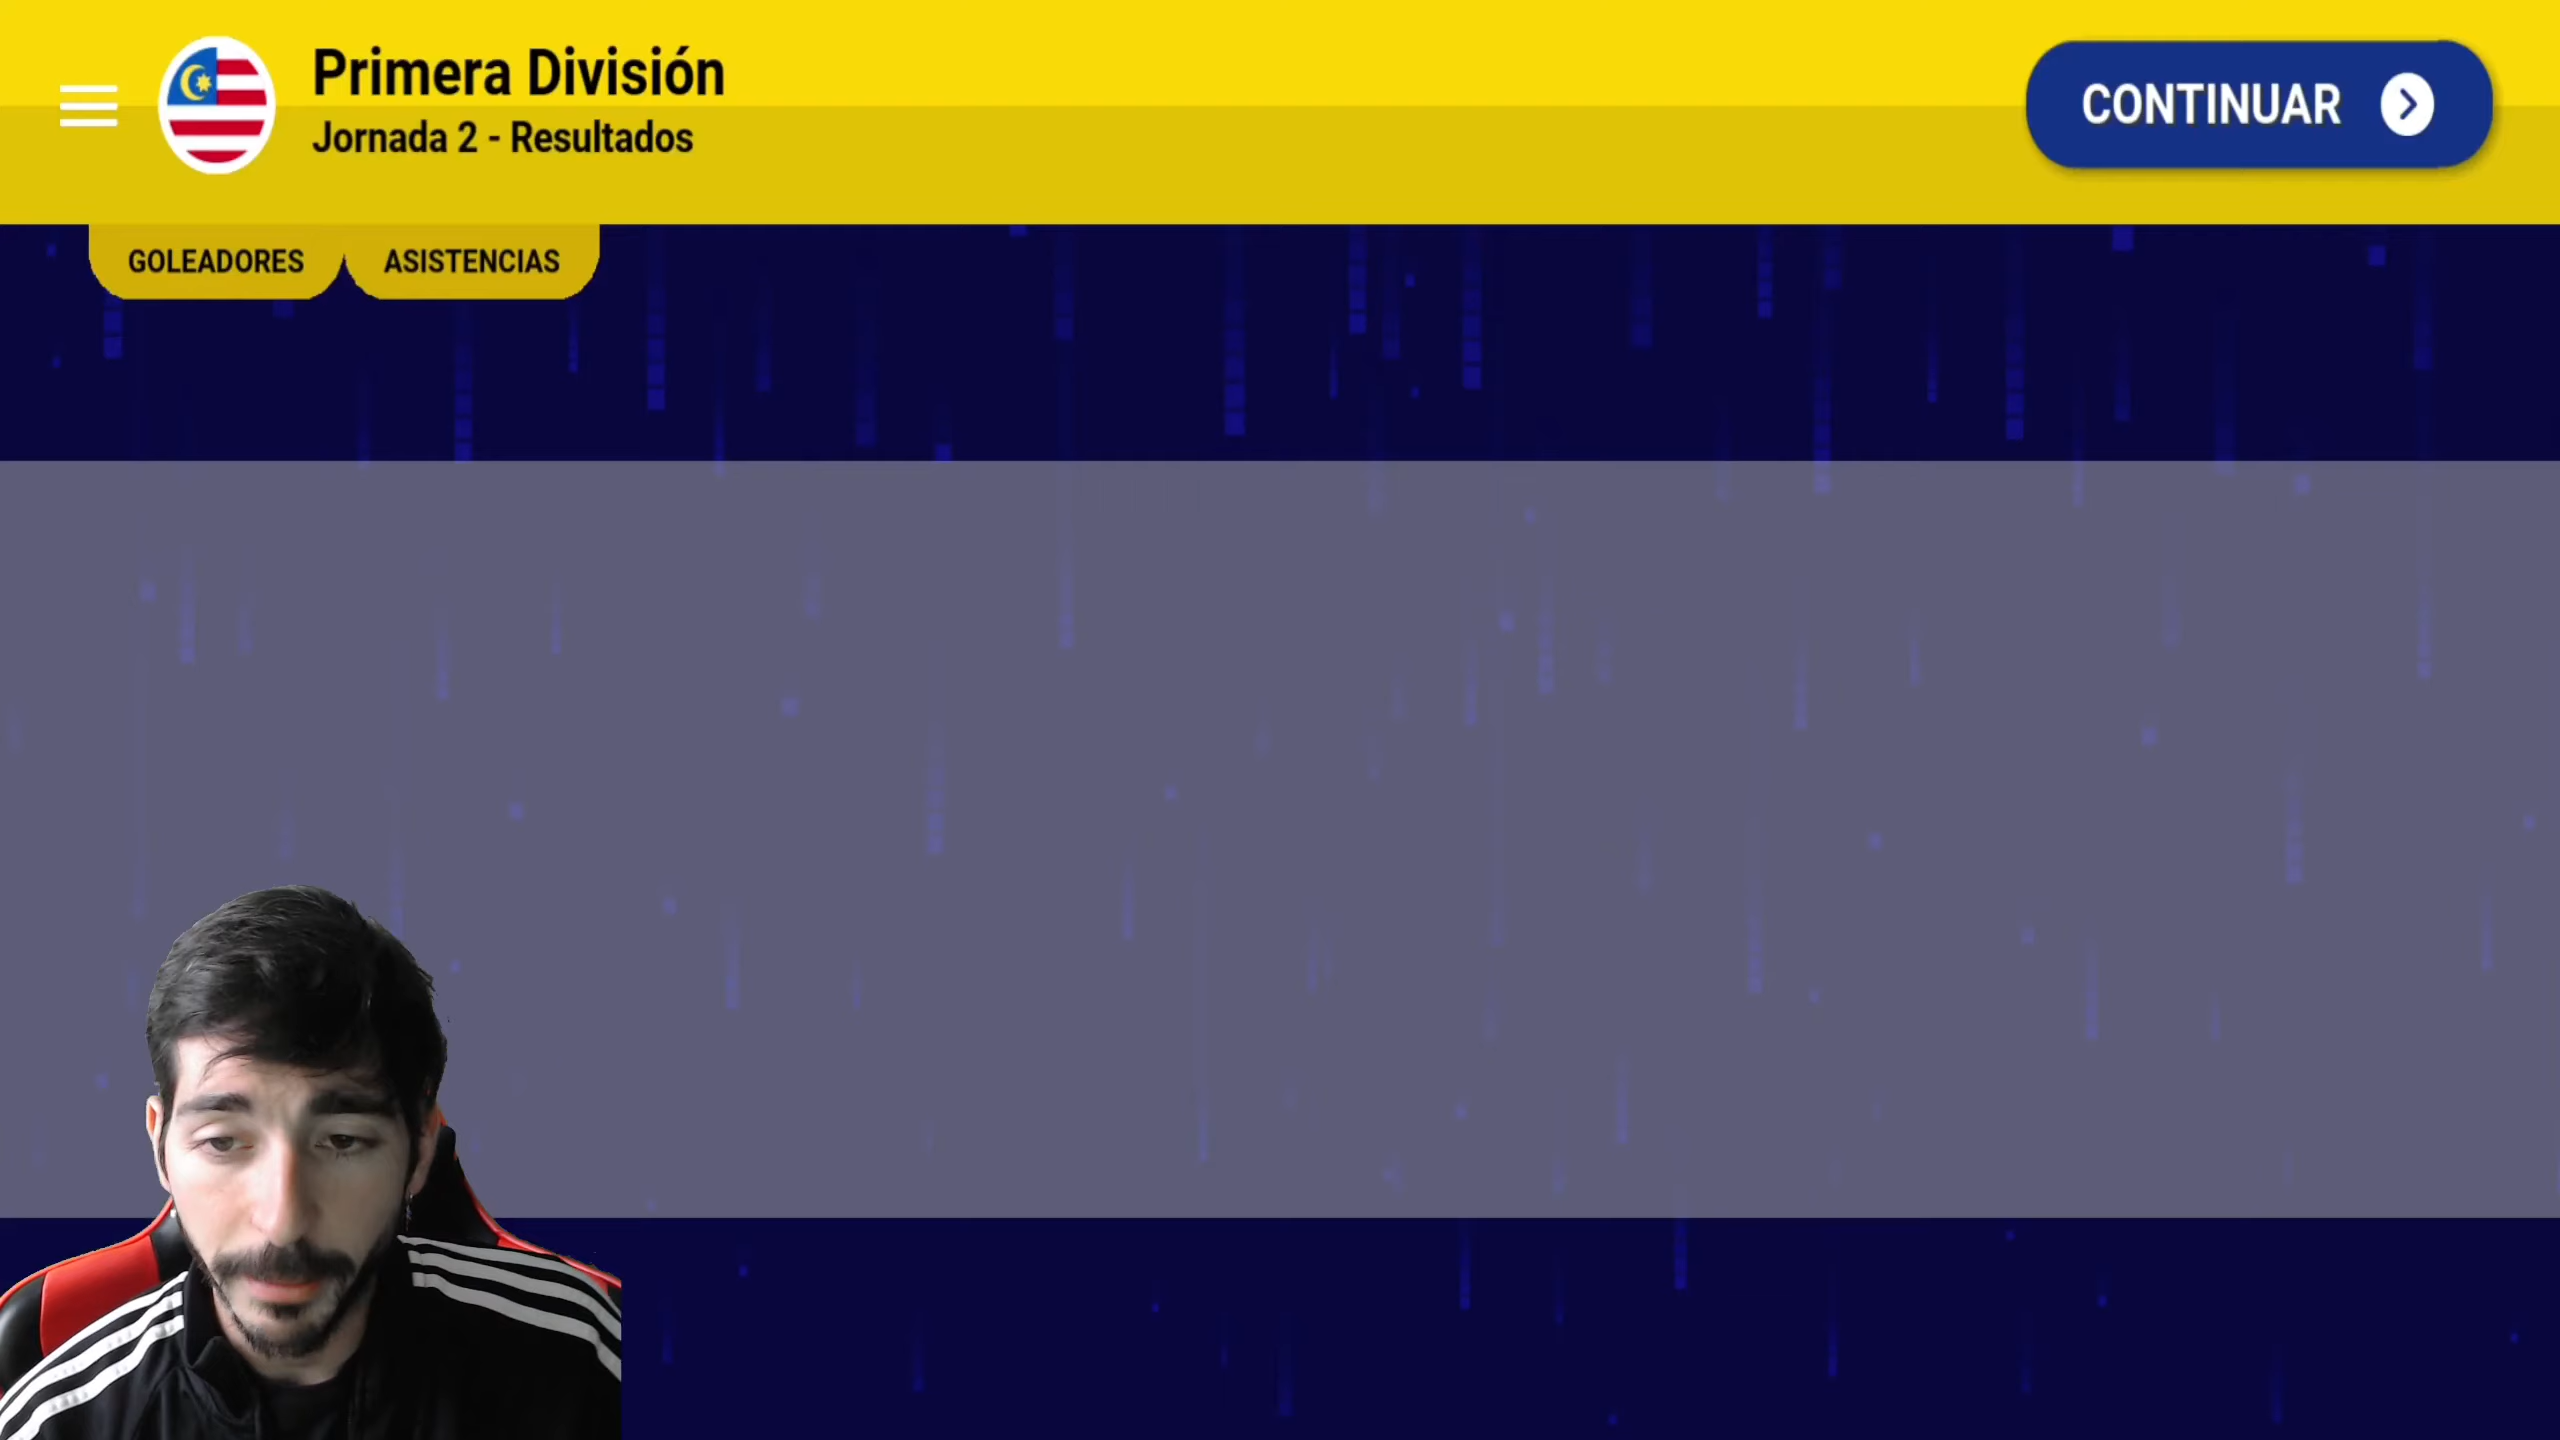 Primera División
Jornada 2 - Resultados
CONTINUAR
GOLEADORES
ASISTENCIAS